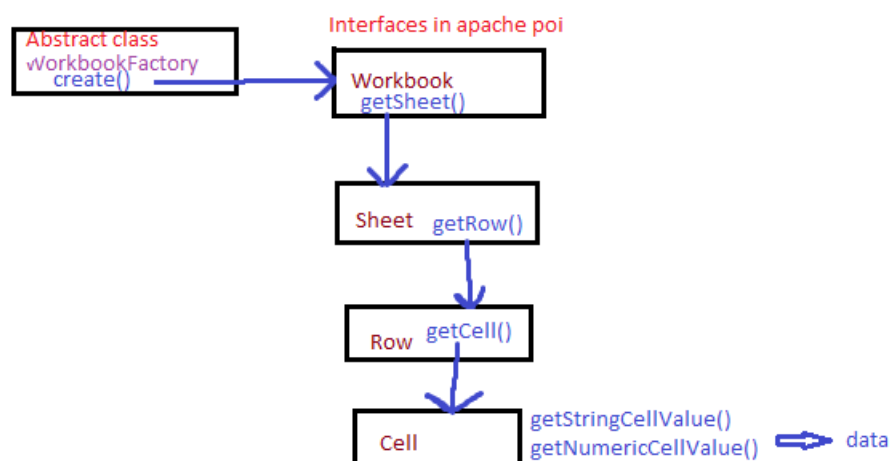 Interfaces in apache poi
Abstract class
WorkbookFactory
create()
Workbook
getSheet()
Sheet getRow()
Row getCell()
Cell
getStringCellValue()
getNumericCellValue() data